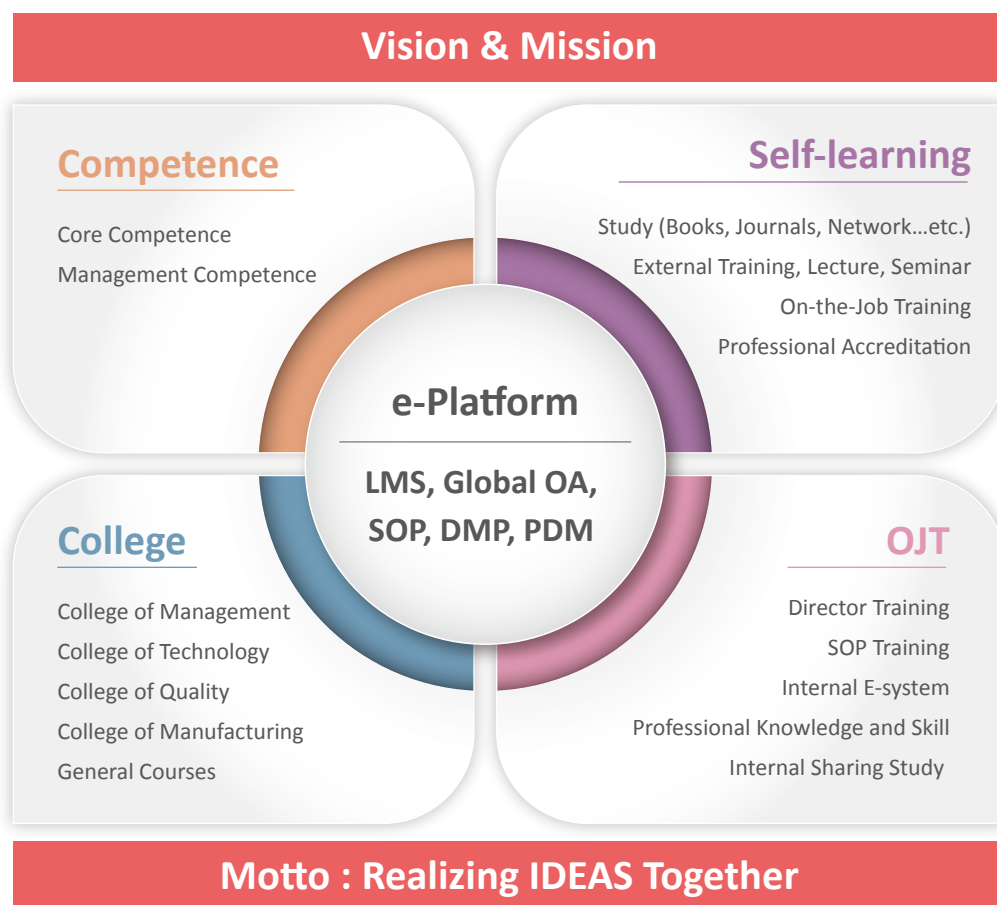 Vision & Mission
Competence
Core Competence
Management Competence
Self-learning
Study (Books, Journals, Network...etc.)
External Training, Lecture, Seminar
On-the-Job Training
Professional Accreditation
e-Platform
LMS, Global OA,
SOP, DMP, PDM
College
College of Management
College of Technology
College of Quality
College of Manufacturing
General Courses
OJT
Director Training
SOP Training
Internal E-system
Professional Knowledge and Skill
Internal Sharing Study
Motto : Realizing IDEAS Together